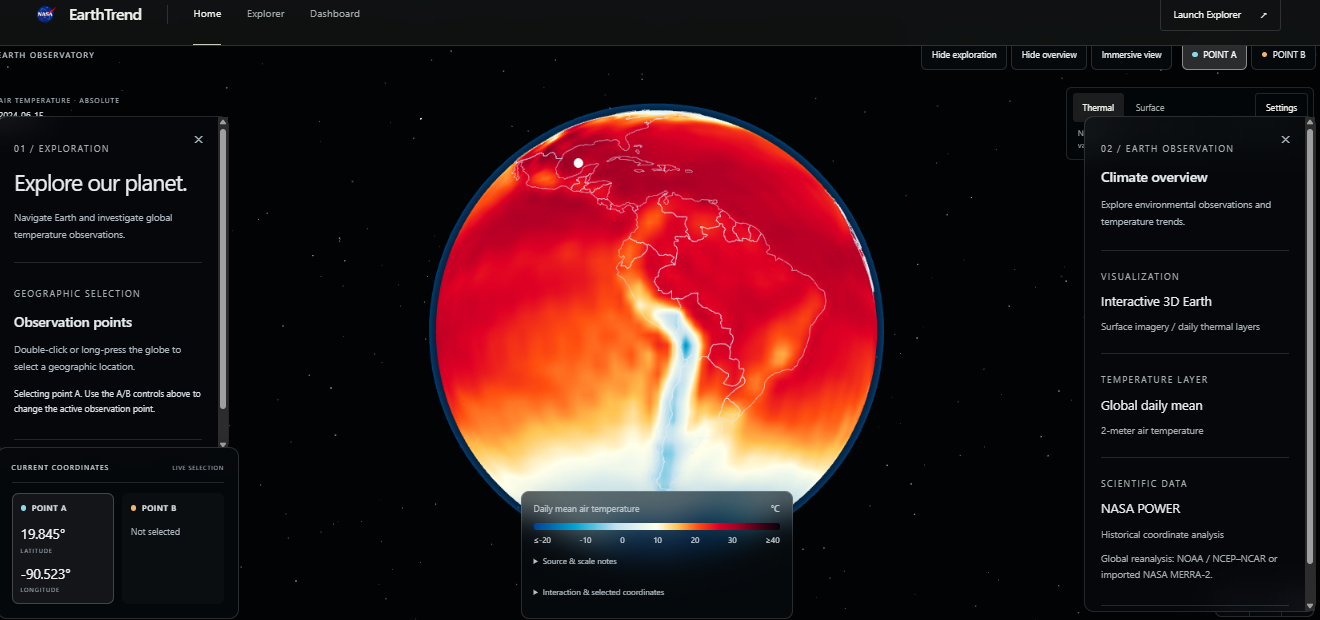 NASA
EarthTrend
Home
Explorer
Dashboard
Launch Explorer ↗
EARTH OBSERVATORY
Hide exploration
Hide overview
Immersive view
POINT A
POINT B
AIR TEMPERATURE · ABSOLUTE
2024-06-15
Thermal
Surface
Settings
01 / EXPLORATION
Explore our planet.
Navigate Earth and investigate global
temperature observations.
GEOGRAPHIC SELECTION
Observation points
Double-click or long-press the globe to
select a geographic location.
Selecting point A. Use the A/B controls above to
change the active observation point.
CURRENT COORDINATES
LIVE SELECTION
POINT A
19.845°
LATITUDE
-90.523°
LONGITUDE
POINT B
Not selected
Daily mean air temperature
°C
≤-20 -10 0 10 20 30 ≥40
Source & scale notes
Interaction & selected coordinates
02 / EARTH OBSERVATION
Climate overview
Explore environmental observations and
temperature trends.
VISUALIZATION
Interactive 3D Earth
Surface imagery / daily thermal layers
TEMPERATURE LAYER
Global daily mean
2-meter air temperature
SCIENTIFIC DATA
NASA POWER
Historical coordinate analysis
Global reanalysis: NOAA / NCEP–NCAR or
imported NASA MERRA-2.